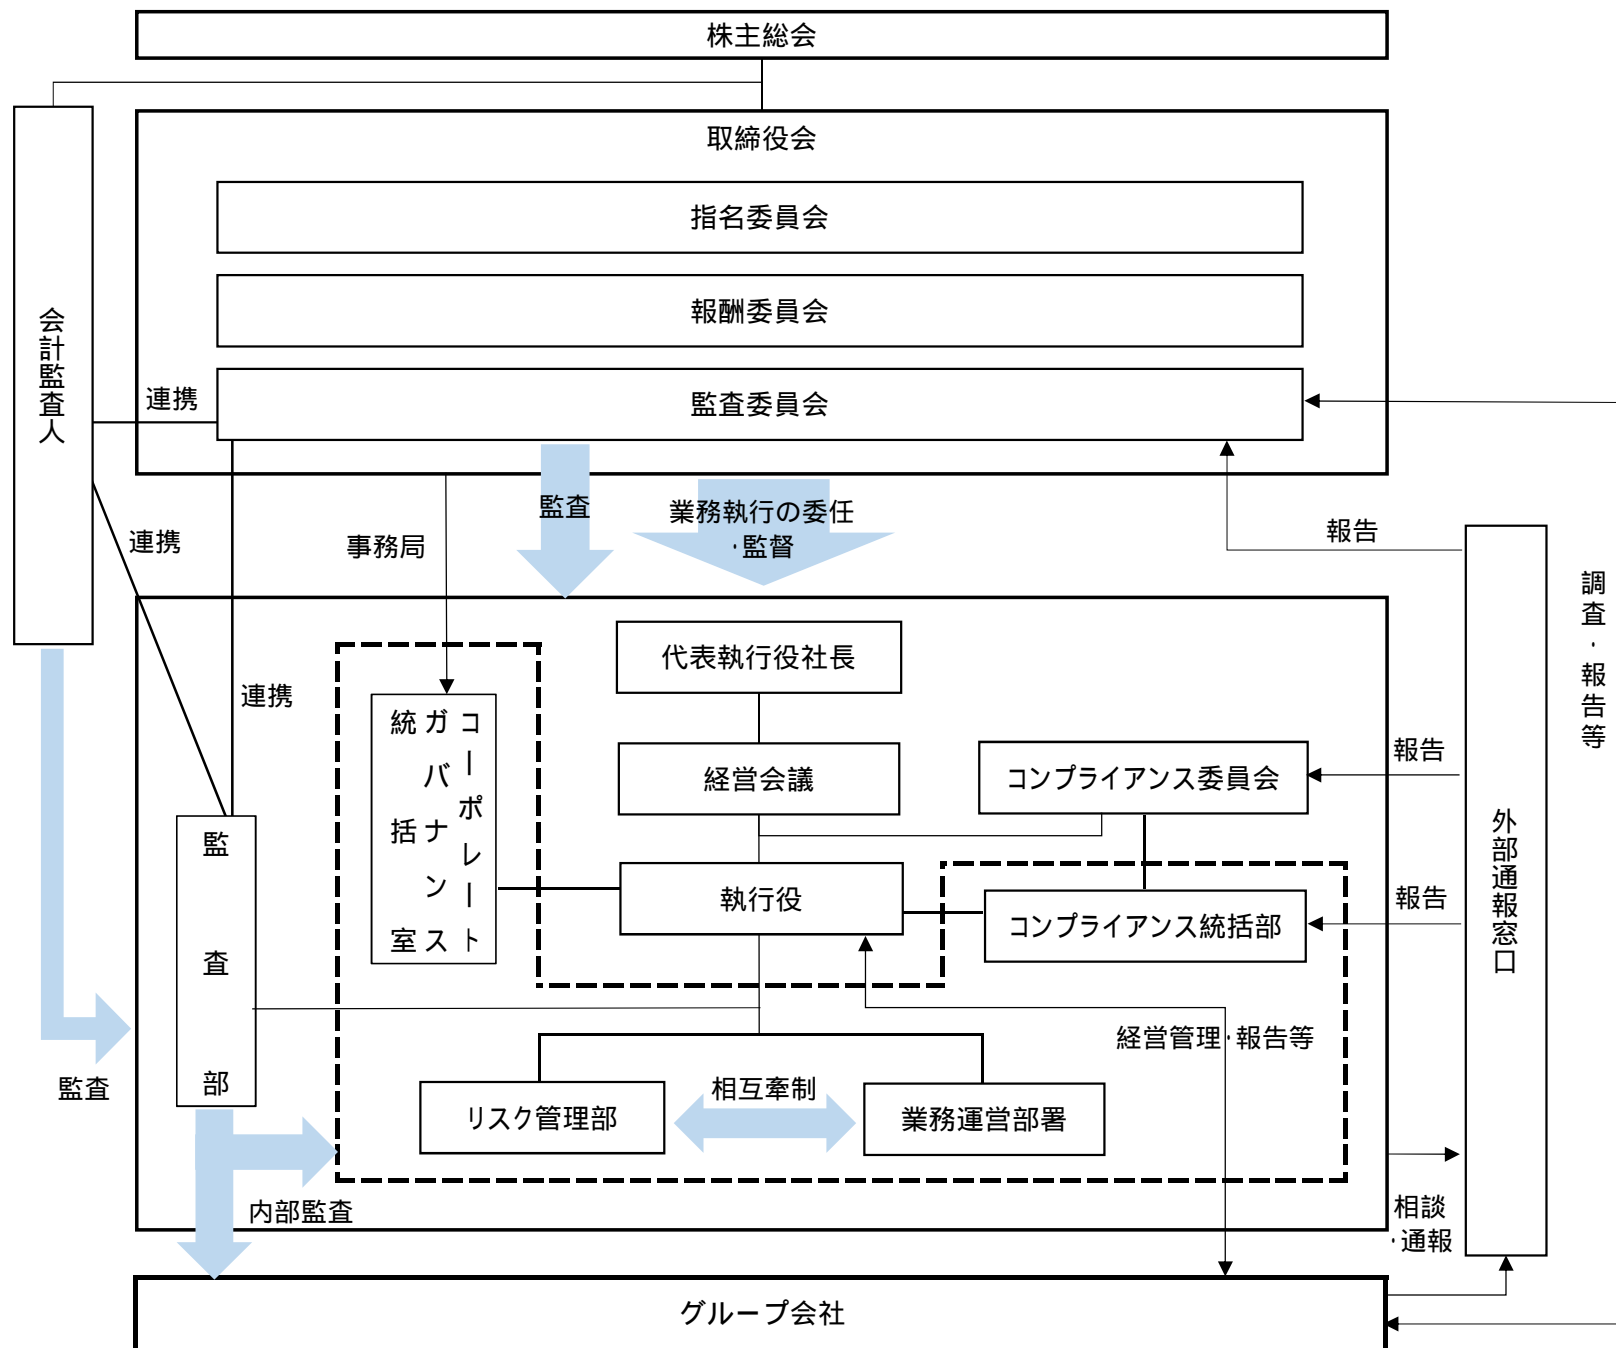 株主総会
取締役会
指名委員会
報酬委員会
監査委員会
会計監査人
連携
監査
業務執行の委任
・監督
連携
事務局
報告
調査・報告等
代表執行役社長
連携
コーポレート
ガバナンス
統括室
経営会議
コンプライアンス委員会
報告
外部通報窓口
監査部
執行役
コンプライアンス統括部
報告
経営管理・報告等
監査
リスク管理部
相互牽制
業務運営部署
内部監査
相談
・通報
グループ会社